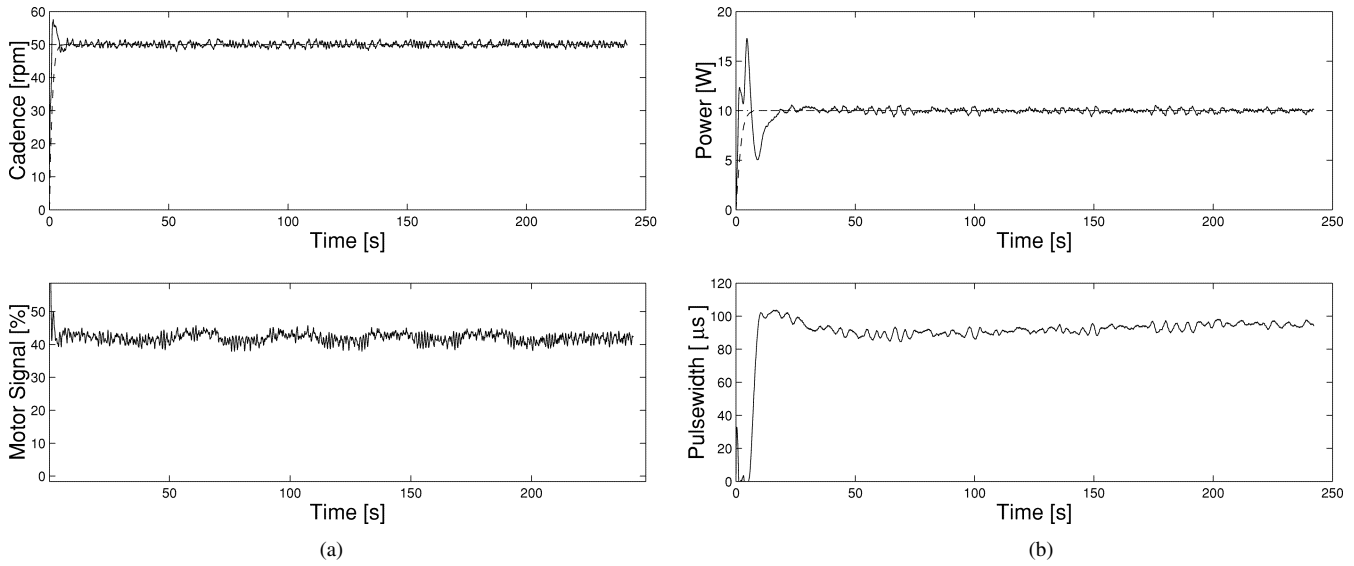 Cadence [rpm]
60
50
40
30
20
10
0
0 50 100 150 200 250
Time [s]
Motor Signal [%]
50
40
30
20
10
0
50 100 150 200
Time [s]
(a)
Power [W]
20
15
10
5
0
0 50 100 150 200 250
Time [s]
Pulsewidth [ µs ]
120
100
80
60
40
20
0
0 50 100 150 200 250
Time [s]
(b)